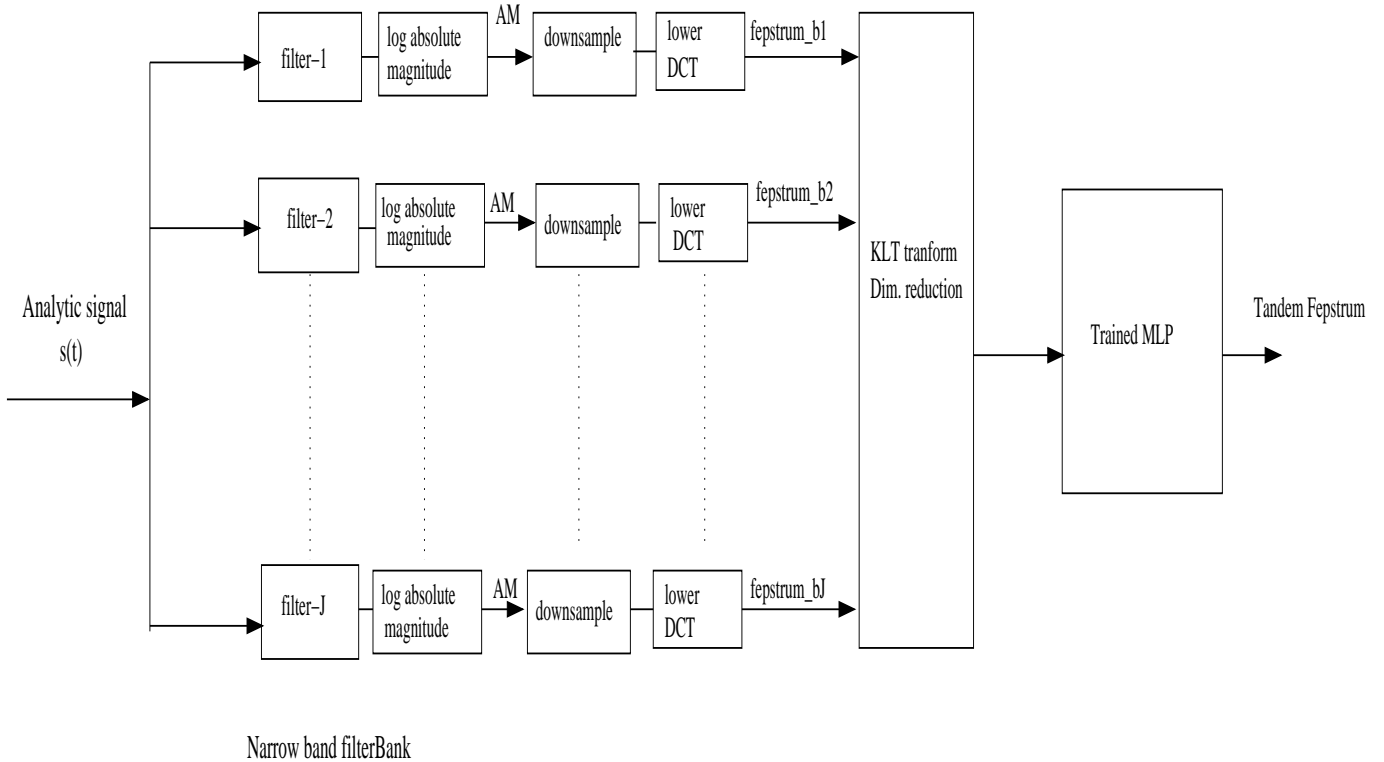 filter–1
log absolute
magnitude
AM
downsample
lower
DCT
fepstrum_b1
filter–2
log absolute
magnitude
AM
downsample
lower
DCT
fepstrum_b2
KLT tranform
Dim. reduction
Analytic signal
s(t)
Trained MLP
Tandem Fepstrum
filter–J
log absolute
magnitude
AM
downsample
lower
DCT
fepstrum_bJ
Narrow band filterBank